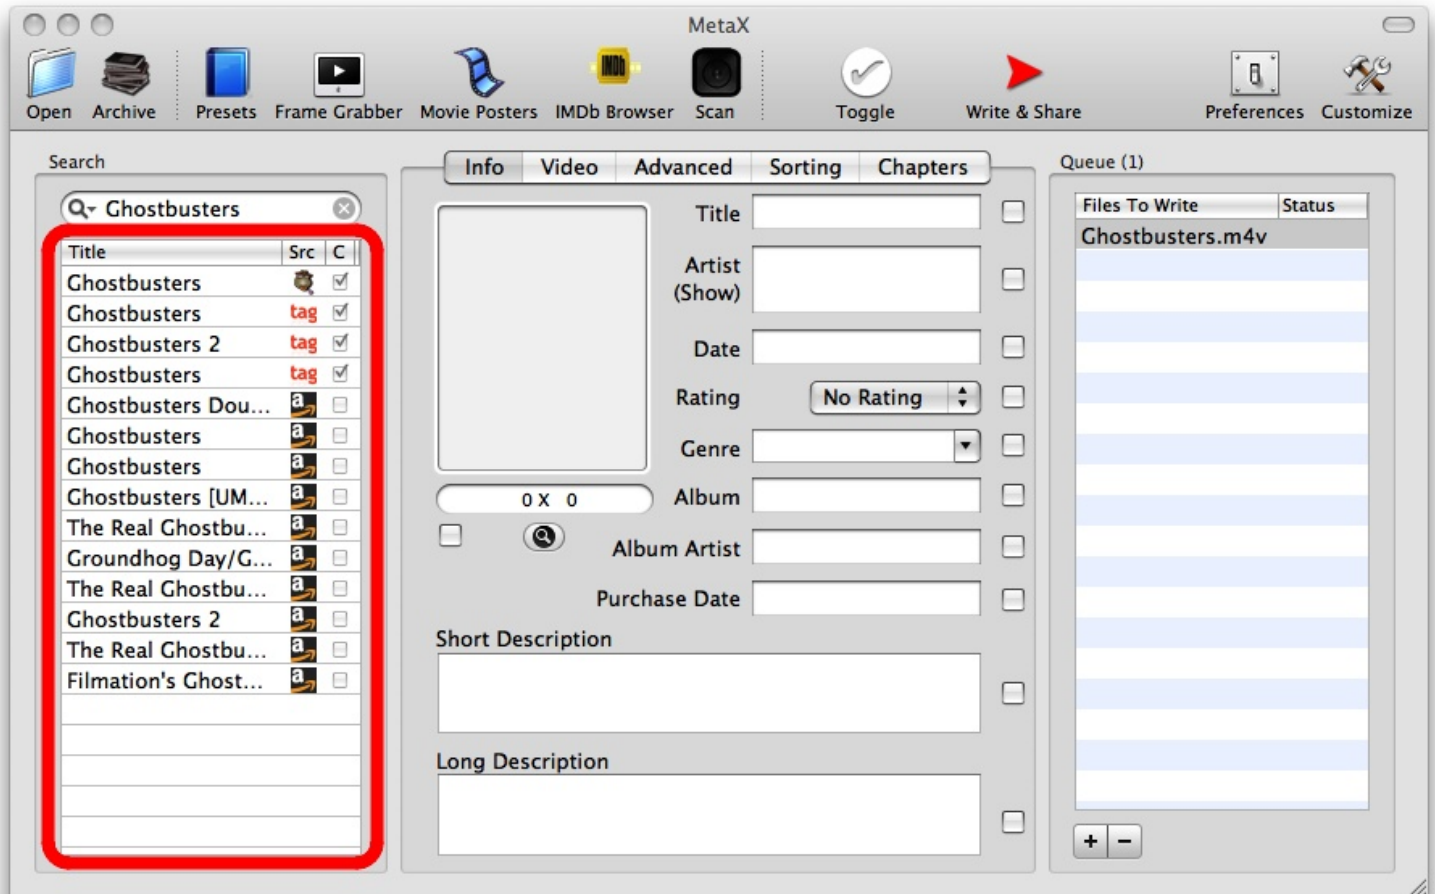 MetaX
Open Archive Presets Frame Grabber Movie Posters IMDb Browser Scan Toggle Write & Share Preferences Customize
Search
Ghostbusters
Title Src C
Ghostbusters
Ghostbusters tag
Ghostbusters 2 tag
Ghostbusters tag
Ghostbusters Dou... a
Ghostbusters a
Ghostbusters a
Ghostbusters [UM... a
The Real Ghostbu... a
Groundhog Day/G... a
The Real Ghostbu... a
Ghostbusters 2 a
The Real Ghostbu... a
Filmation's Ghost... a
Info Video Advanced Sorting Chapters
Title
Artist
(Show)
Date
Rating No Rating
Genre
0 X 0
Album
Album Artist
Purchase Date
Short Description
Long Description
Queue (1)
Files To Write Status
Ghostbusters.m4v
+ −
IMDb